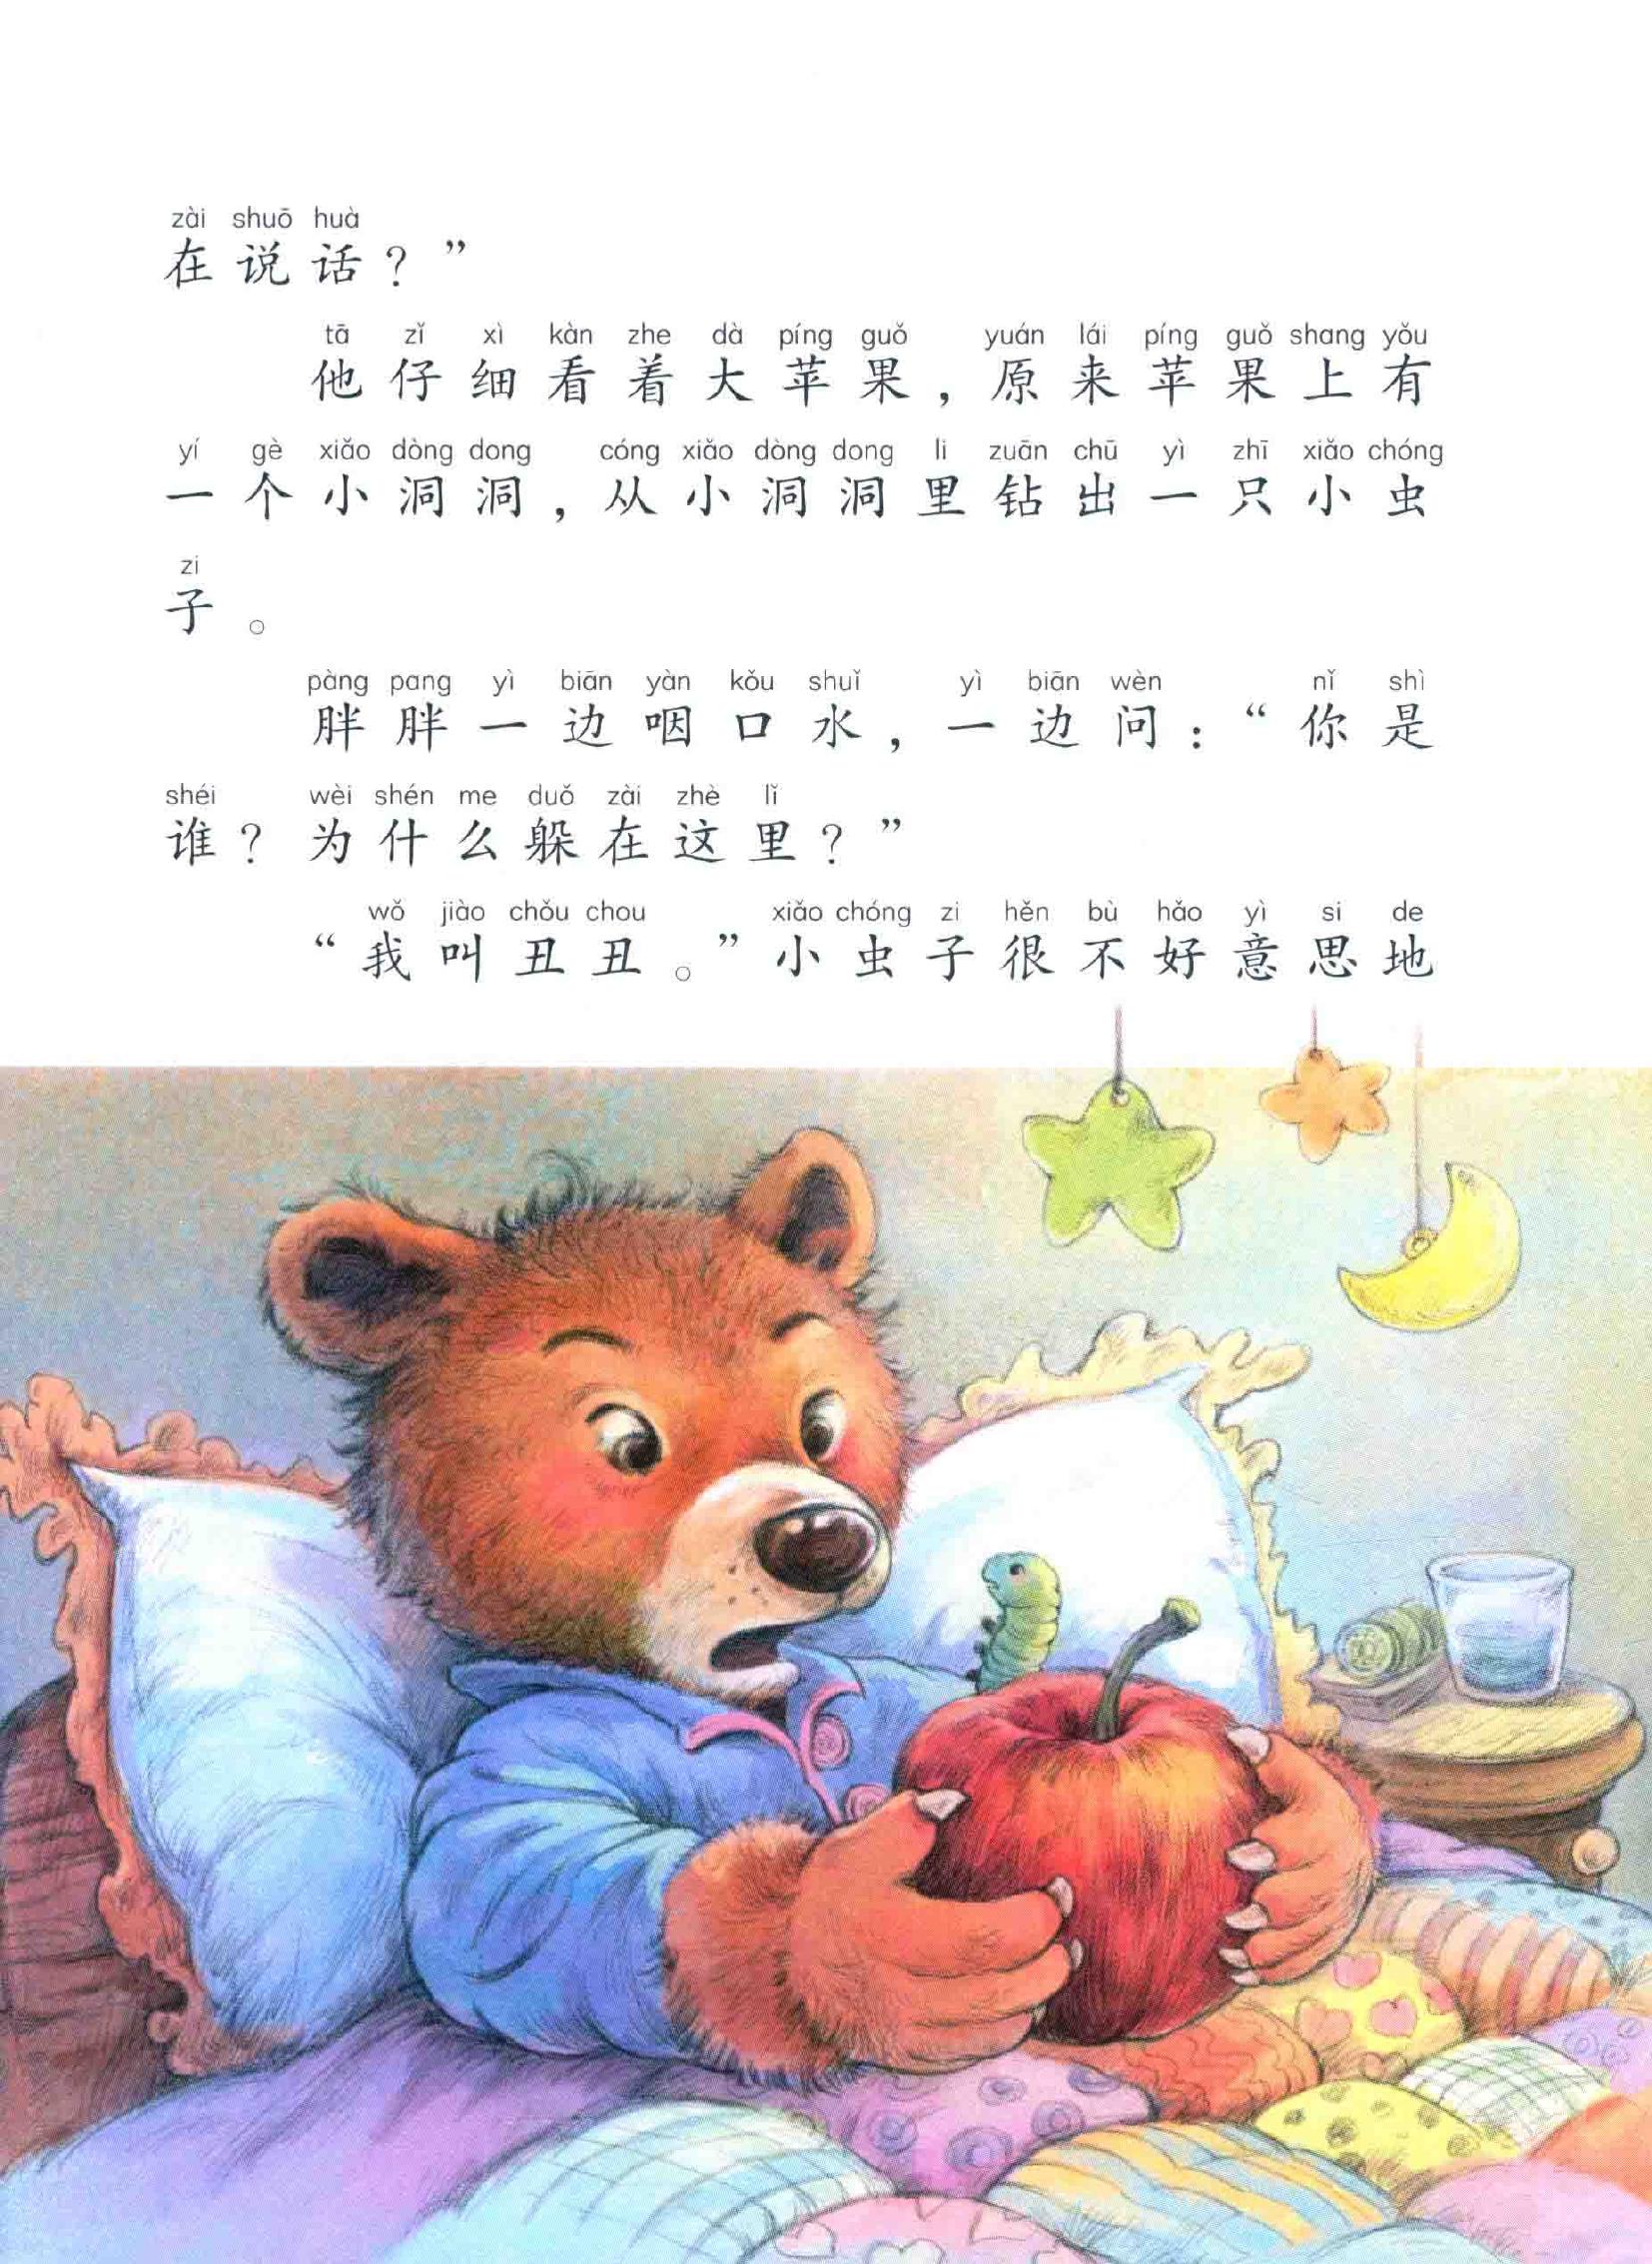 zài shuō huà
在说话？”
tā zǐ xì kàn zhe dà píng guǒ yuán lái píng guǒ shang yǒu
他仔细看着大苹果，原来苹果上有
yí gè xiǎo dòng dong cóng xiǎo dòng dong li zuān chū yì zhī xiǎo chóng
一个小洞洞，从小洞洞里钻出一只小虫
zi
子。
pàng pang yì biān yàn kǒu shuǐ yì biān wèn nǐ shì
胖胖一边咽口水，一边问：“你是
shéi wèi shén me duǒ zài zhè lǐ
谁？为什么躲在这里？”
wǒ jiào chǒu chou xiǎo chóng zi hěn bù hǎo yì si de
“我叫丑丑。”小虫子很不好意思地